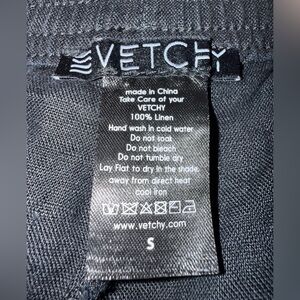 VETCHY
made in China
Take Care of your
VETCHY
100% Linen
Hand wash in cold water
Do not soak
Do not bleach
Do not tumble dry
Lay Flat to dry in the shade,
away from direct heat
cool iron
www.vetchy.com
S